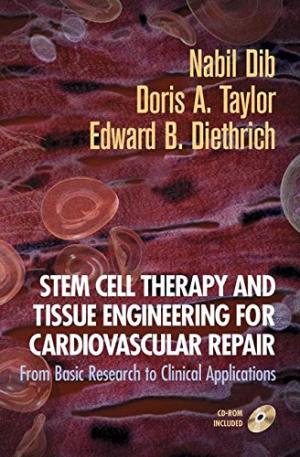 Nabil Dib
Doris A. Taylor
Edward B. Diethrich
STEM CELL THERAPY AND
TISSUE ENGINEERING FOR
CARDIOVASCULAR REPAIR
From Basic Research to Clinical Applications
CD-ROM
INCLUDED